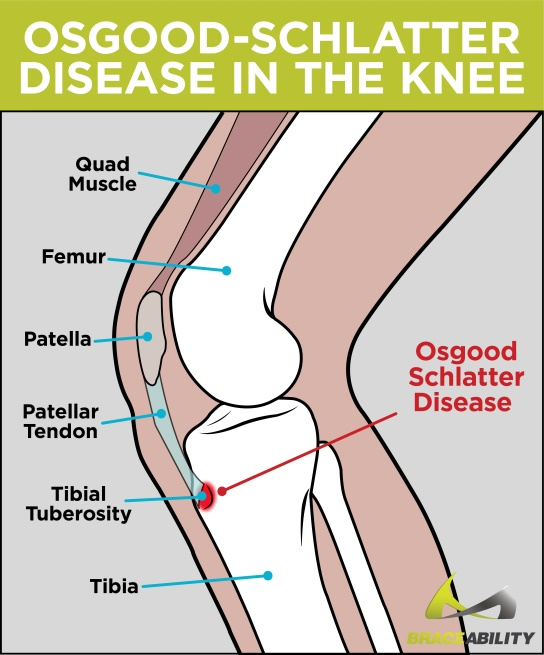 OSGOOD-SCHLATTER
DISEASE IN THE KNEE
Quad
Muscle
Femur
Patella
Osgood
Schlatter
Disease
Patellar
Tendon
Tibial
Tuberosity
Tibia
BRACEABILITY